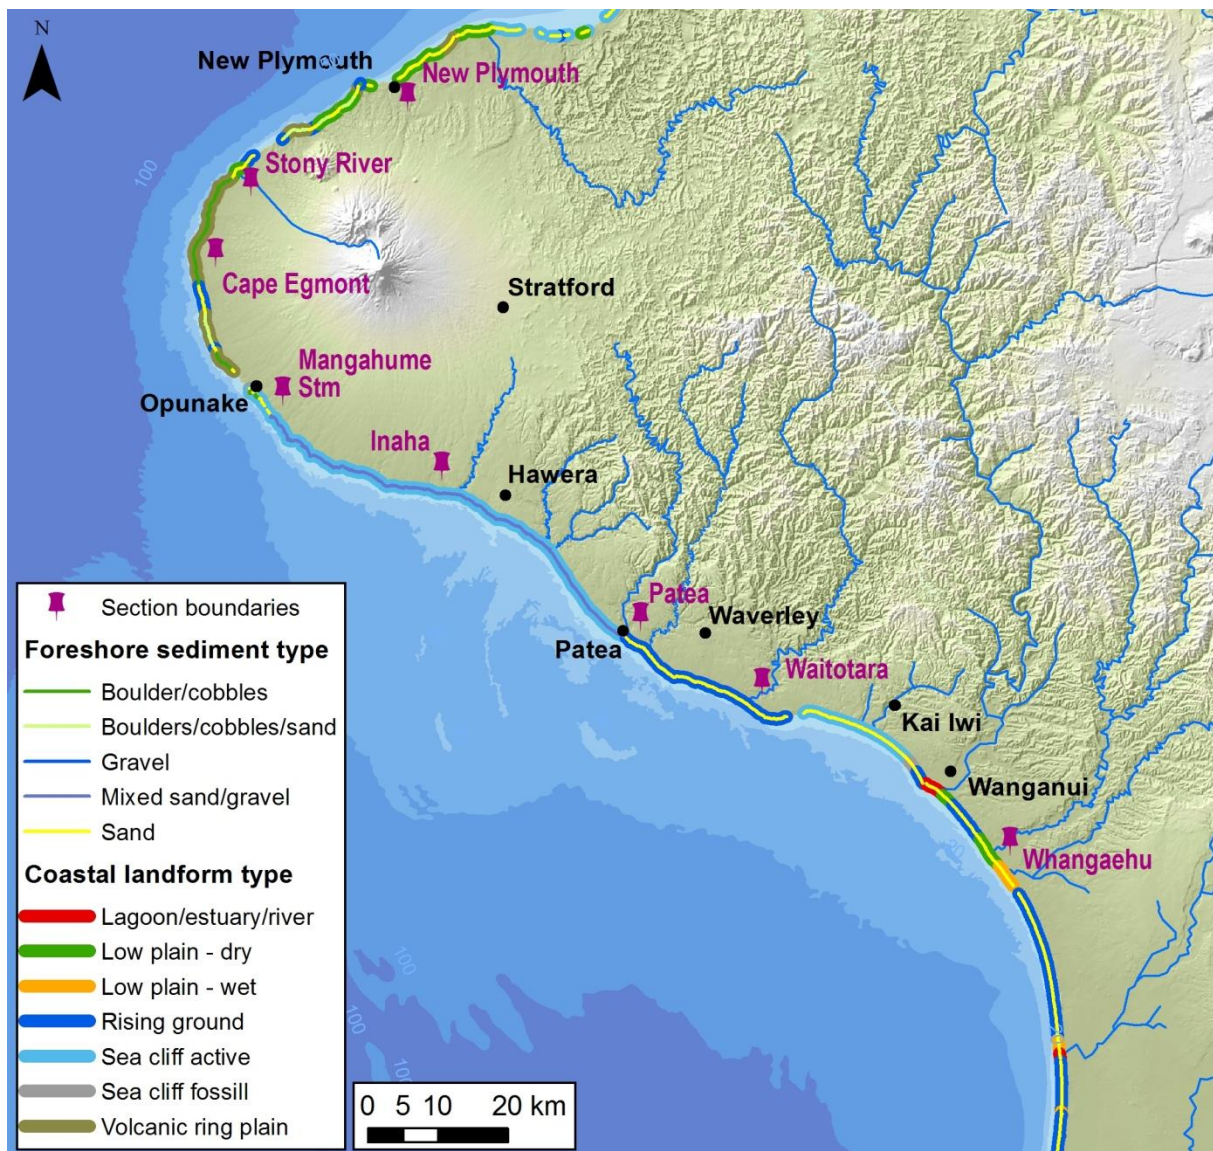 N
New Plymouth
New Plymouth
100
Stony River
Cape Egmont
Stratford
Mangahume
Stm
Opunake
Inaha
Hawera
Patea
Waverley
Patea
Waitotara
Kai Iwi
Wanganui
Whangaehu
Section boundaries
Foreshore sediment type
Boulder/cobbles
Boulders/cobbles/sand
Gravel
Mixed sand/gravel
Sand
Coastal landform type
Lagoon/estuary/river
Low plain - dry
Low plain - wet
Rising ground
Sea cliff active
Sea cliff fossill
Volcanic ring plain
100
100
100
0 5 10 20 km